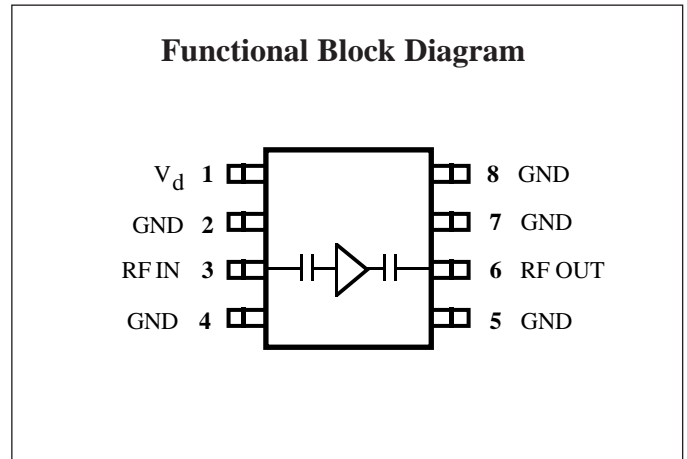 Functional Block Diagram
Vd 1 8 GND
GND 2 7 GND
RF IN 3 6 RF OUT
GND 4 5 GND